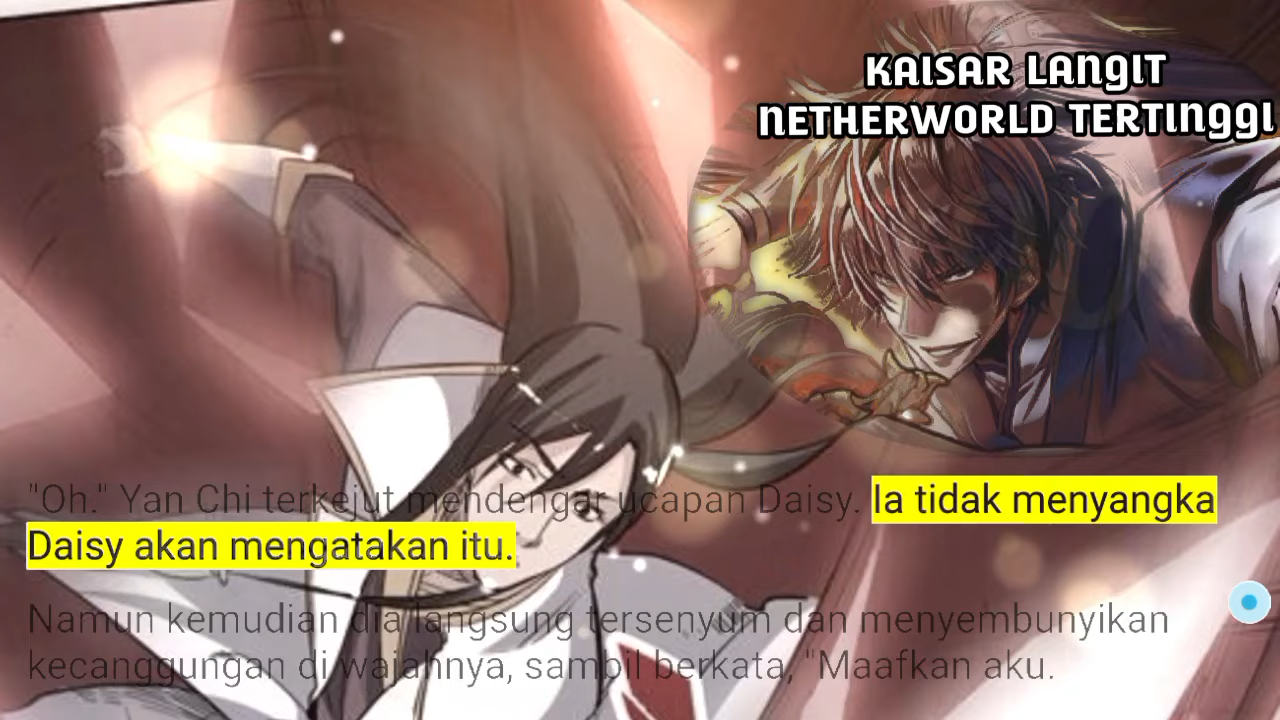 KAISAR LANGIT
NETHERWORLD TERTINGGI
"Oh." Yan Chi terkejut mendengar ucapan Daisy. Ia tidak menyangka
Daisy akan mengatakan itu.
Namun kemudian dia langsung tersenyum dan menyembunyikan
kecanggungan di wajahnya, sambil berkata, "Maafkan aku.